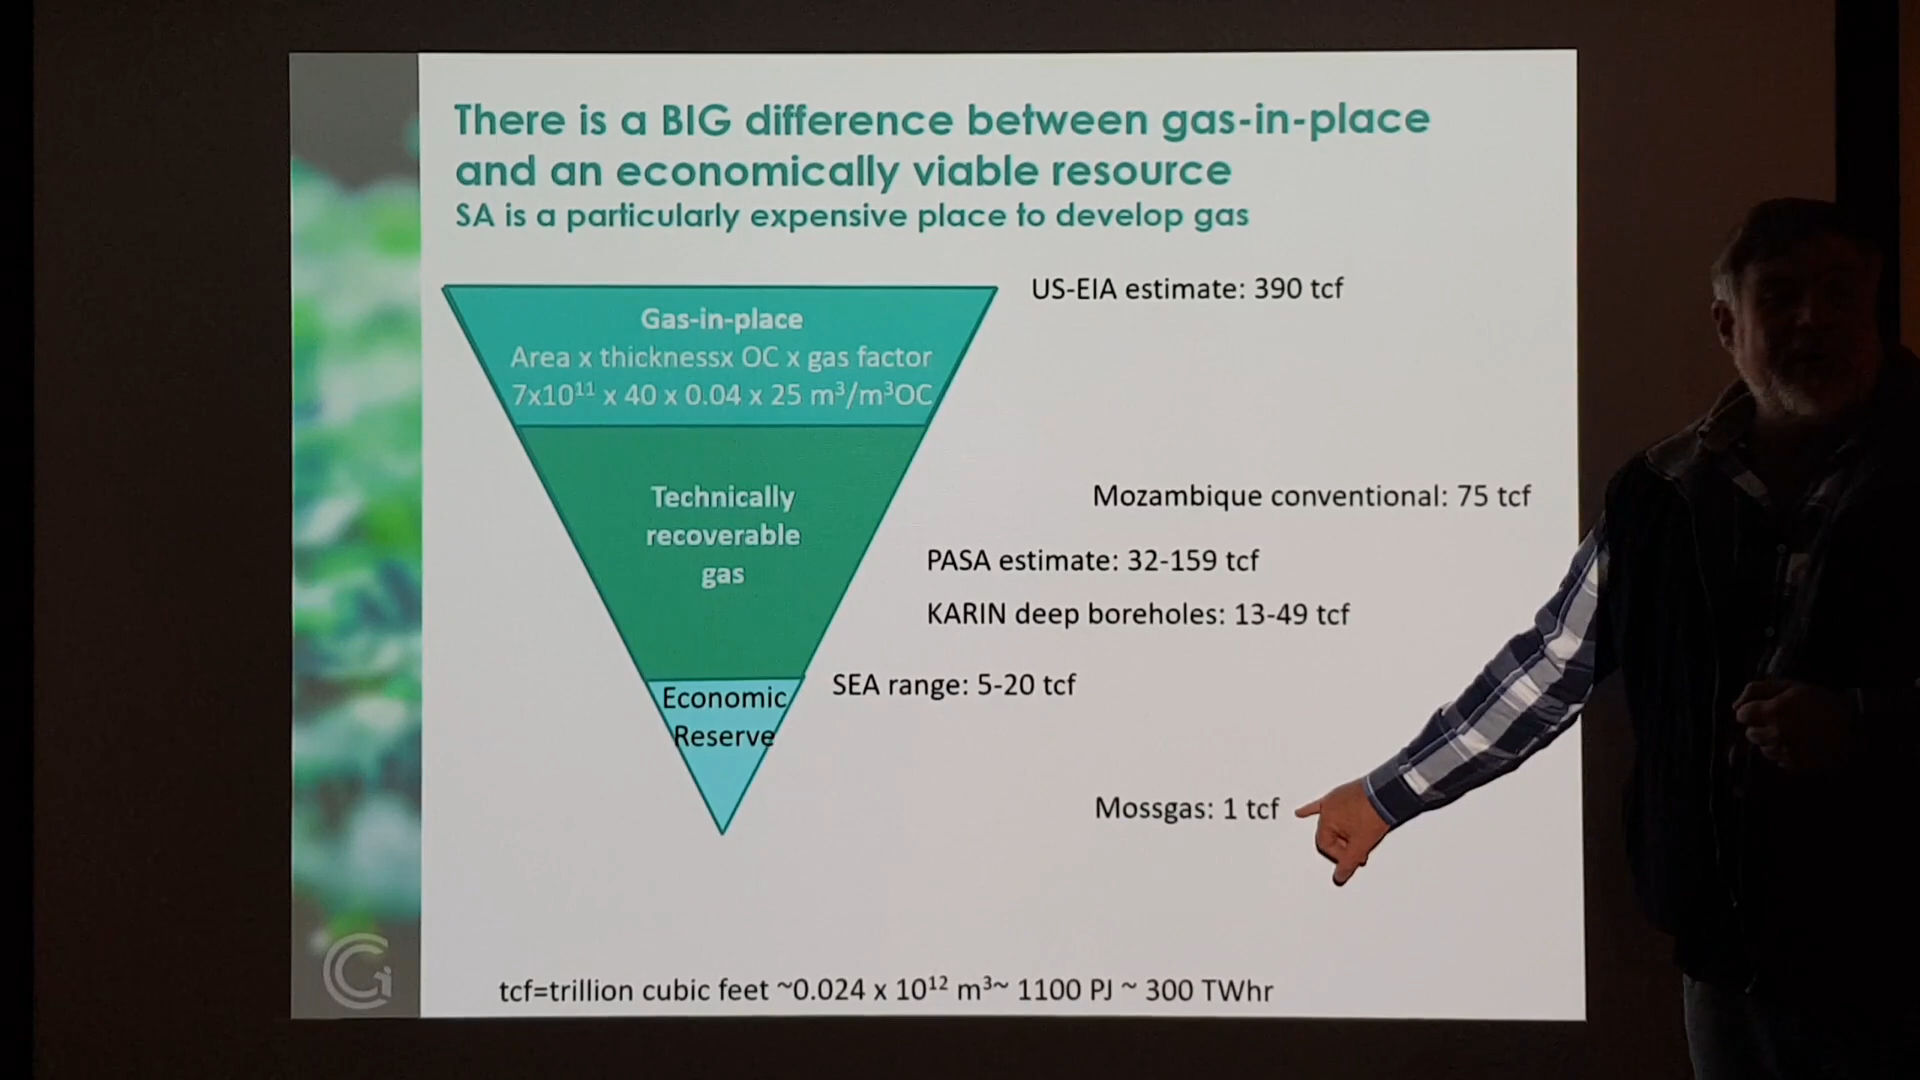 There is a BIG difference between gas-in-place
and an economically viable resource
SA is a particularly expensive place to develop gas
Gas-in-place
Area x thicknessx OC x gas factor
7x10¹¹ x 40 x 0.04 x 25 m³/m³OC
US-EIA estimate: 390 tcf
Technically
recoverable
gas
Mozambique conventional: 75 tcf
PASA estimate: 32-159 tcf
KARIN deep boreholes: 13-49 tcf
Economic
Reserve
SEA range: 5-20 tcf
Mossgas: 1 tcf
tcf=trillion cubic feet ~0.024 x 10¹² m³~ 1100 PJ ~ 300 TWhr